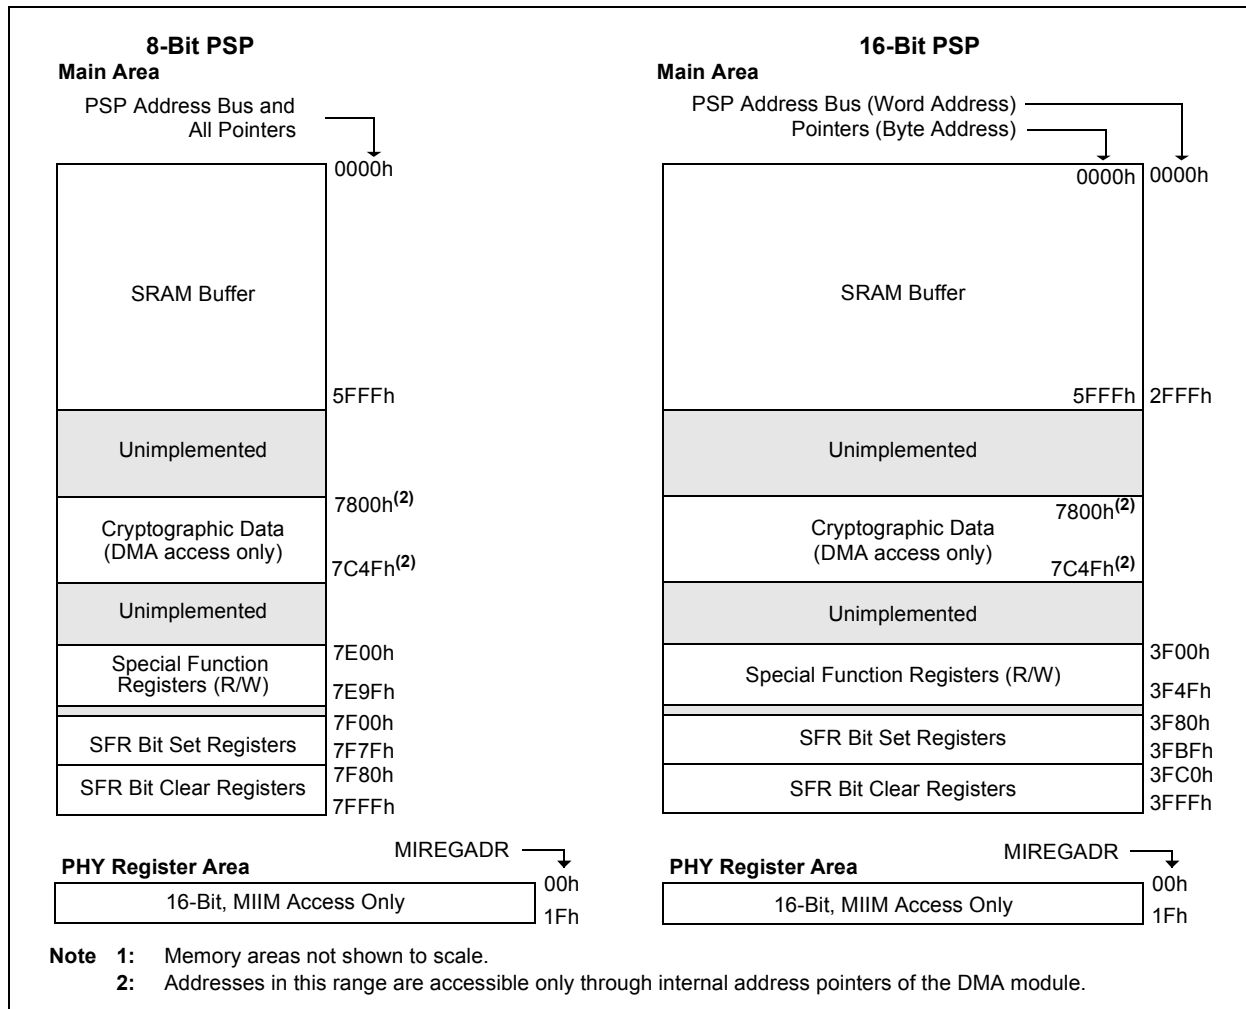 8-Bit PSP
Main Area
PSP Address Bus and
All Pointers
0000h
SRAM Buffer
5FFFh
Unimplemented
7800h(2)
Cryptographic Data
(DMA access only)
7C4Fh(2)
Unimplemented
7E00h
Special Function
Registers (R/W)
7E9Fh
7F00h
SFR Bit Set Registers
7F7Fh
7F80h
SFR Bit Clear Registers
7FFFh
PHY Register Area
MIREGADR
00h
16-Bit, MIIM Access Only
1Fh
16-Bit PSP
Main Area
PSP Address Bus (Word Address)
Pointers (Byte Address)
0000h 0000h
SRAM Buffer
5FFFh 2FFFh
Unimplemented
7800h(2)
Cryptographic Data
(DMA access only)
7C4Fh(2)
Unimplemented
3F00h
Special Function Registers (R/W)
3F4Fh
3F80h
SFR Bit Set Registers
3FBFh
3FC0h
SFR Bit Clear Registers
3FFFh
PHY Register Area
MIREGADR
00h
16-Bit, MIIM Access Only
1Fh
Note 1: Memory areas not shown to scale.
2: Addresses in this range are accessible only through internal address pointers of the DMA module.